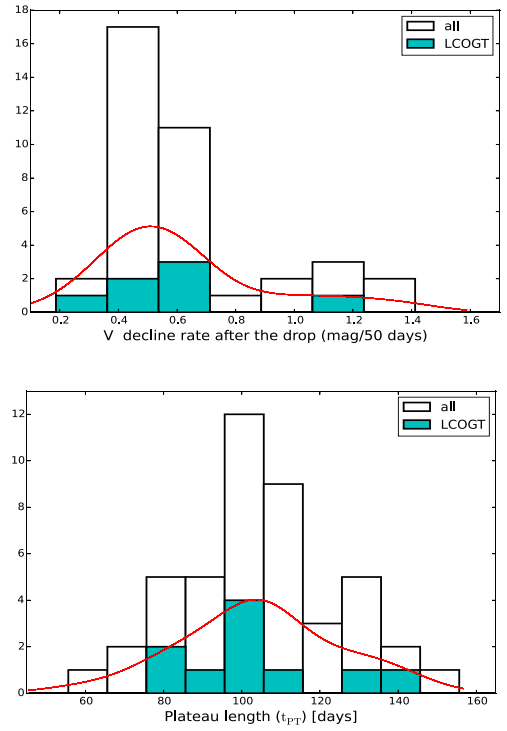 18
16
14
12
10
8
6
4
2
0
0.2 0.4 0.6 0.8 1.0 1.2 1.4 1.6
V decline rate after the drop (mag/50 days)
all
LCOGT
12
10
8
6
4
2
0
60 80 100 120 140 160
Plateau length (tPT) [days]
all
LCOGT